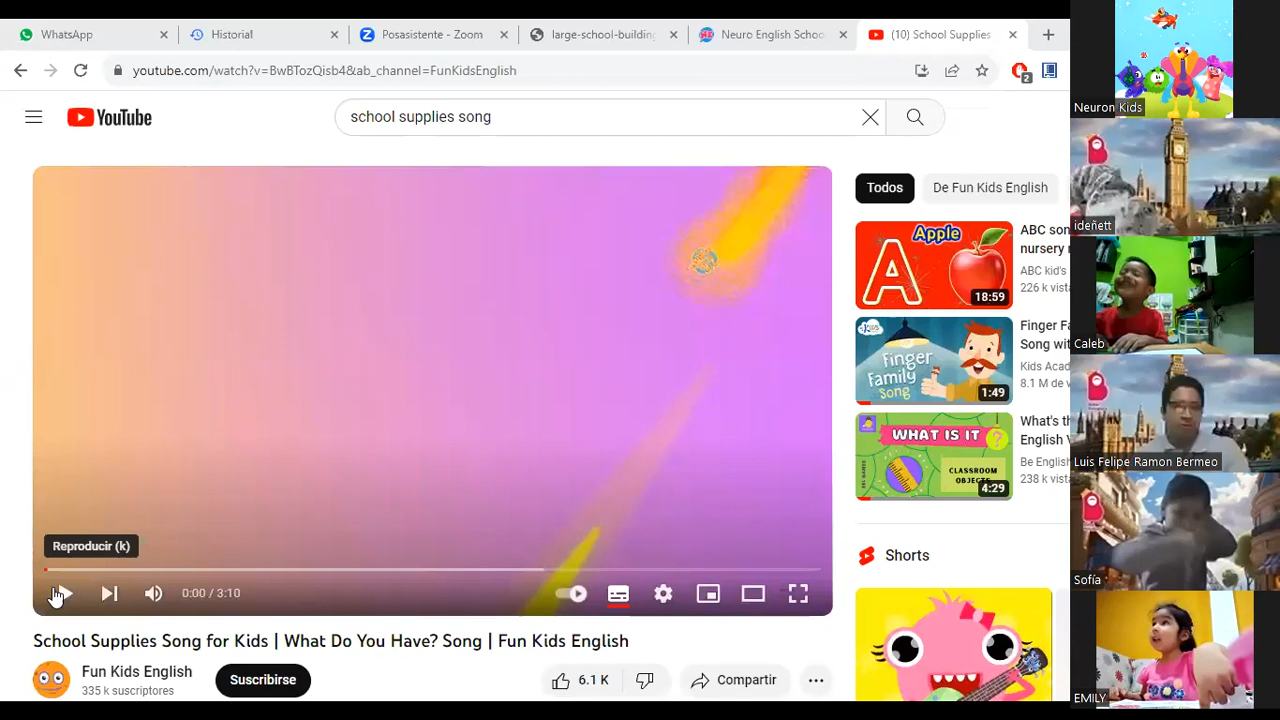 WhatsApp
Historial
Posasistente - Zoom
large-school-building
Neuro English School
(10) School Supplies
youtube.com/watch?v=BwBTozQisb4&ab_channel=FunKidsEnglish
2
YouTube
school supplies song
Todos
De Fun Kids English
Apple
A
18:59
ABC son
nursery r
ABC kid's
226 k vista
KIDS
Finger
Family
Song
1:49
Finger Fa
Song wit
Kids Acad
8.1 M de v
WHAT IS IT ?
CLASSROOM
OBJECTS
4:29
What's th
English V
Be English
238 k vista
Shorts
Reproducir (k)
0:00 / 3:10
School Supplies Song for Kids | What Do You Have? Song | Fun Kids English
Fun Kids English
335 k suscriptores
Suscribirse
6.1 K
Compartir
Neuron Kids
ideñett
Caleb
Luis Felipe Ramon Bermeo
Sofía
EMILY